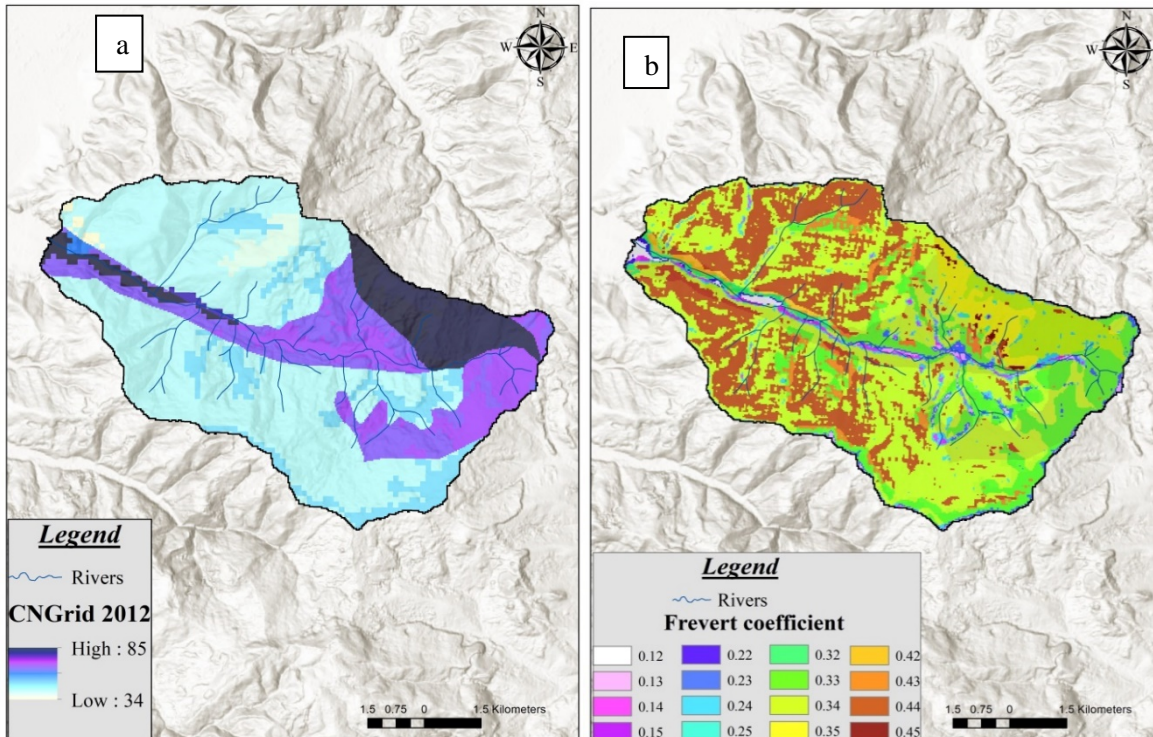 a
N
W E
S
Legend
Rivers
CNGrid 2012
High : 85
Low : 34
1.5 0.75 0 1.5 Kilometers
b
N
W E
S
Legend
Rivers
Frevert coefficient
0.12 0.22 0.32 0.42
0.13 0.23 0.33 0.43
0.14 0.24 0.34 0.44
0.15 0.25 0.35 0.45
1.5 0.75 0 1.5 Kilometers